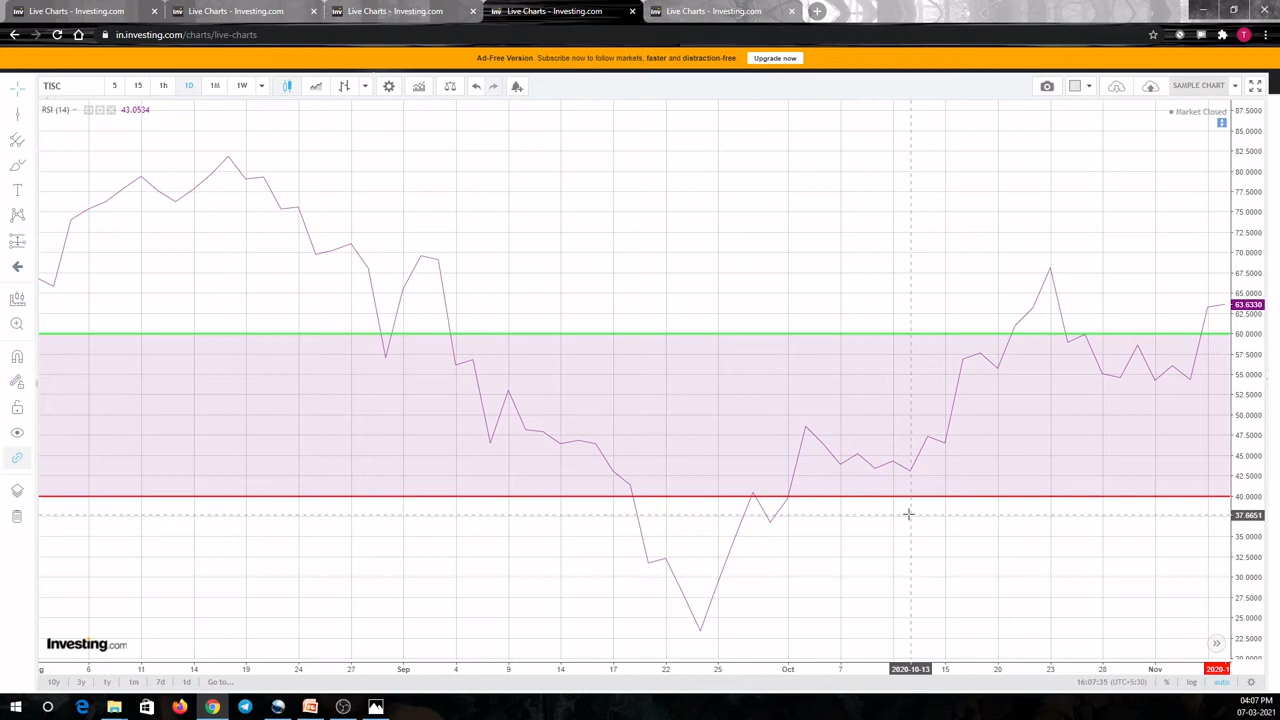 Live Charts - Investing.com Live Charts - Investing.com Live Charts - Investing.com Live Charts - Investing.com Live Charts - Investing.com
in.investing.com/charts/live-charts
Ad-Free Version. Subscribe now to follow markets, faster and distraction-free. Upgrade now
TISC 5 15 1h 1D 1M 1W SAMPLE CHART
RSI (14) 43.0534
Market Closed
87.5000
85.0000
82.5000
80.0000
77.5000
75.0000
72.5000
70.0000
67.5000
65.0000
63.6330
62.5000
60.0000
57.5000
55.0000
52.5000
50.0000
47.5000
45.0000
42.5000
40.0000
37.6651
35.0000
32.5000
30.0000
27.5000
25.0000
22.5000
Investing.com
6 11 14 19 24 27 Sep 4 9 14 17 22 25 Oct 7 2020-10-13 15 20 23 28 Nov
10y 3y 1y 1m 7d 1d Go to... 16:07:35 (UTC+5:30) % log auto
04:07 PM
07-03-2021